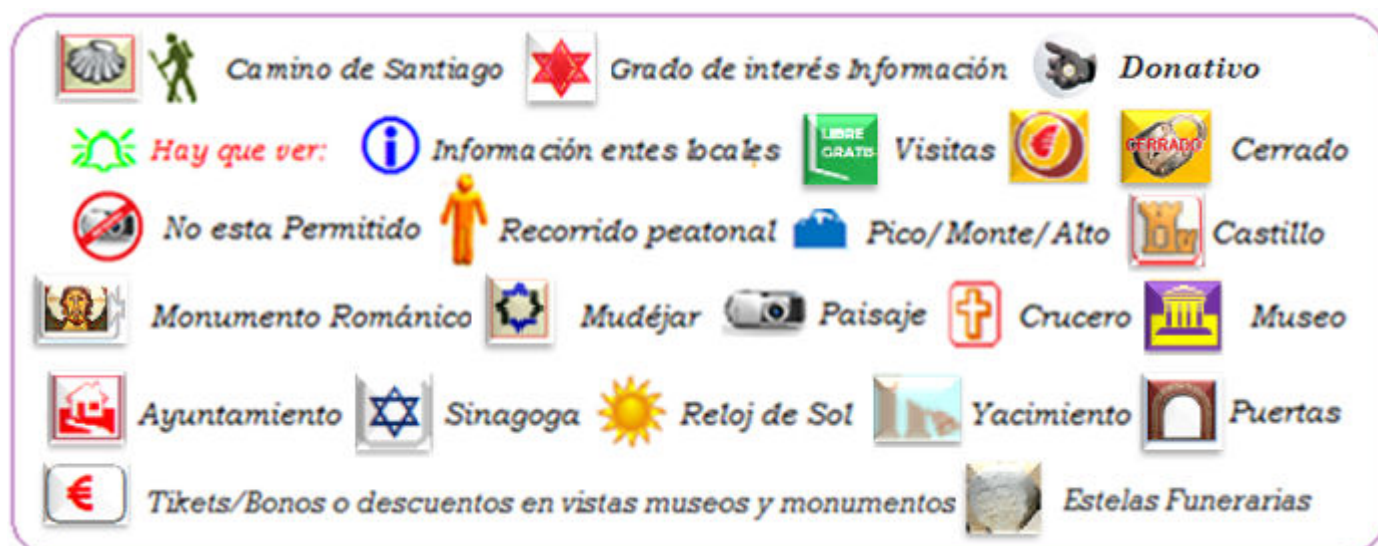 Camino de Santiago Grado de interés Información Donativo
Hay que ver: Información entes locales LIBRE GRATIS Visitas CERRADO Cerrado
No esta Permitido Recorrido peatonal Pico/Monte/Alto Castillo
Monumento Románico Mudéjar Paisaje Crucero Museo
Ayuntamiento Sinagoga Reloj de Sol Yacimiento Puertas
€ Tikets/Bonos o descuentos en vistas museos y monumentos Estelas Funerarias